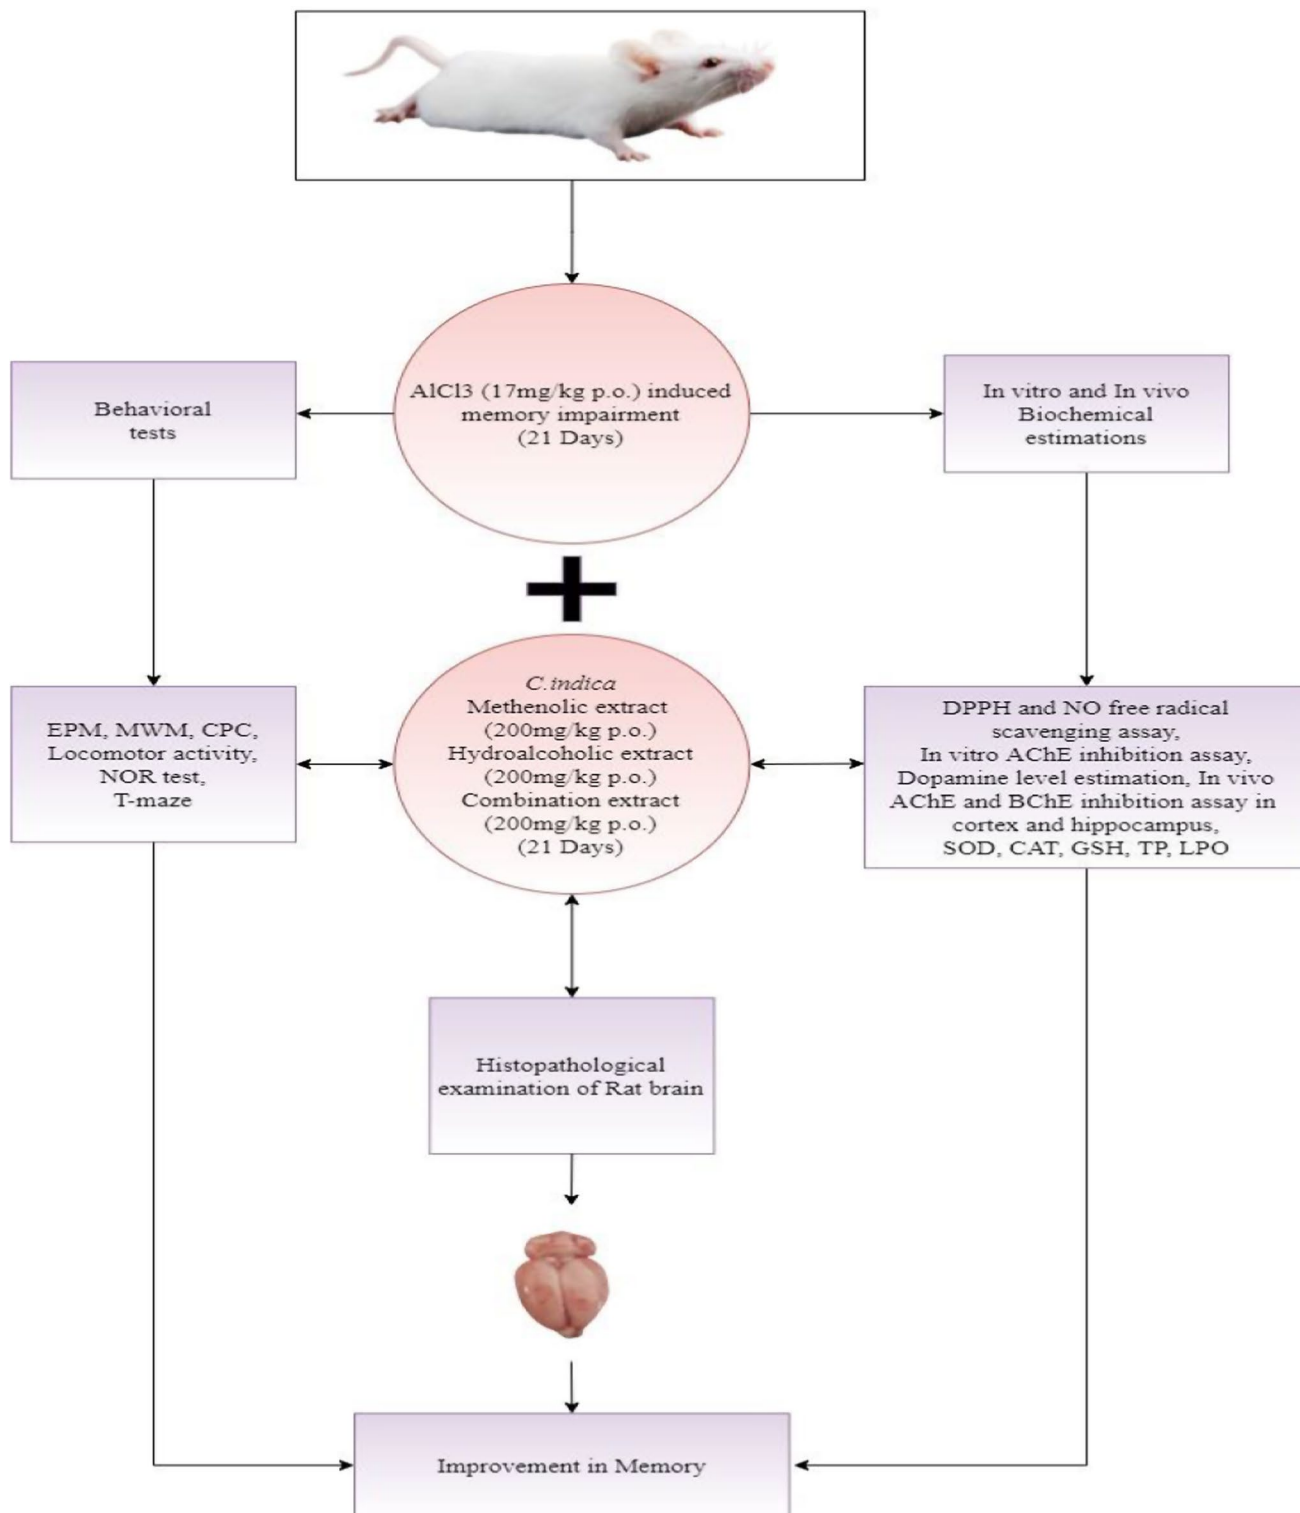 Behavioral
tests
AlCl3 (17mg/kg p.o.) induced
memory impairment
(21 Days)
In vitro and In vivo
Biochemical
estimations
EPM, MWM, CPC,
Locomotor activity,
NOR test,
T-maze
C.indica
Methenolic extract
(200mg/kg p.o.)
Hydroalcoholic extract
(200mg/kg p.o.)
Combination extract
(200mg/kg p.o.)
(21 Days)
DPPH and NO free radical
scavenging assay,
In vitro AChE inhibition assay,
Dopamine level estimation, In vivo
AChE and BChE inhibition assay in
cortex and hippocampus,
SOD, CAT, GSH, TP, LPO
Histopathological
examination of Rat brain
Improvement in Memory